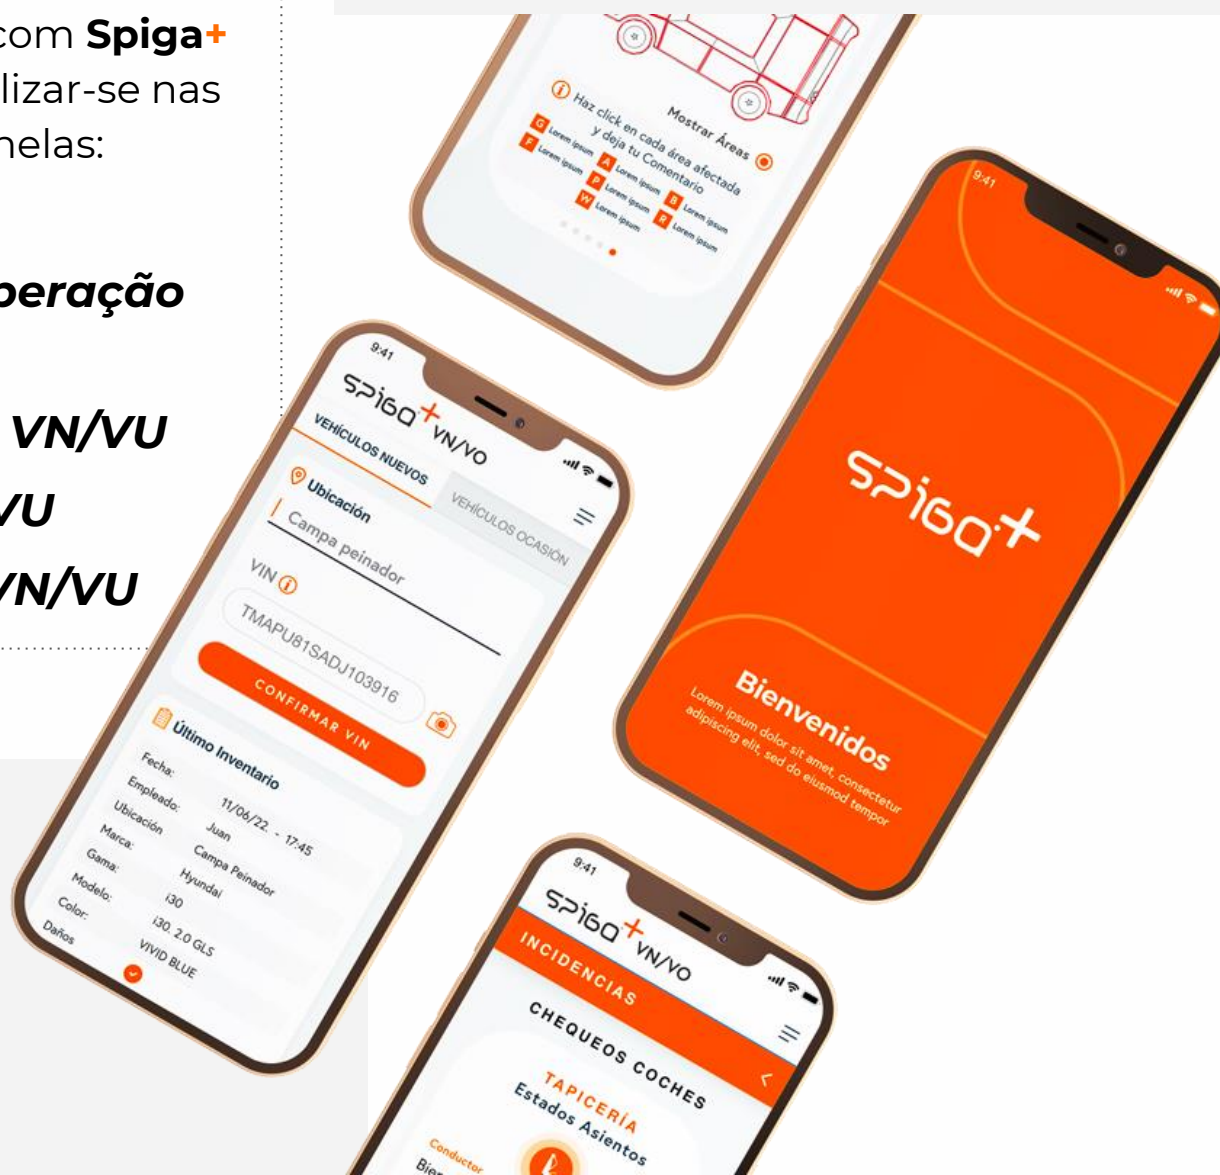 com Spiga+
lizar-se nas
nelas:
peração
VN/VU
VU
VN/VU
Mostrar Áreas
Haz click en cada área afectada
y deja tu Comentario
G Lorem ipsum
A Lorem ipsum
B Lorem ipsum
F Lorem ipsum
P Lorem ipsum
R Lorem ipsum
W Lorem ipsum
9:41
spiga+ VN/VO
VEHÍCULOS NUEVOS
VEHÍCULOS OCASIÓN
Ubicación
Campa peinador
VIN
TMAPU81SADJ103916
CONFIRMAR VIN
Último Inventario
Fecha: 11/06/22 - 17:45
Empleado: Juan
Ubicación Campa Peinador
Marca: Hyundai
Gama: i30
Modelo: i30. 2.0 GLS
Color: VIVID BLUE
Daños
9:41
spiga+
Bienvenidos
Lorem ipsum dolor sit amet, consectetur
adipiscing elit, sed do eiusmod tempor
9:41
spiga+ VN/VO
INCIDENCIAS
CHEQUEOS COCHES
TAPICERÍA
Estados Asientos
Conductor